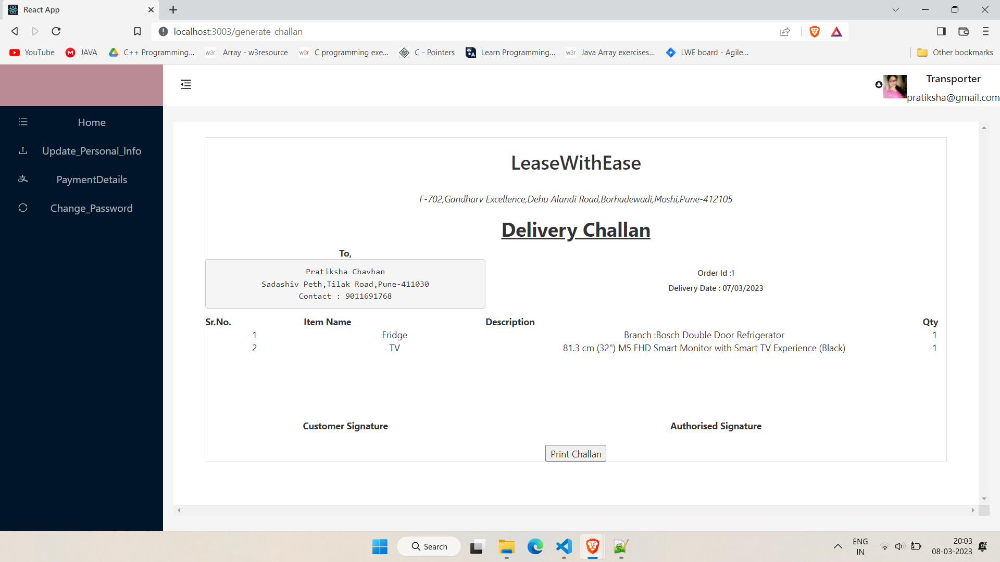 React App
localhost:3003/generate-challan
YouTube JAVA C++ Programming... w3r Array - w3resource w3r C programming exe... C - Pointers Learn Programming... w3r Java Array exercises... LWE board - Agile... Other bookmarks
Transporter
pratiksha@gmail.com
Home
Update_Personal_Info
PaymentDetails
Change_Password
LeaseWithEase
F-702,Gandharv Excellence,Dehu Alandi Road,Borhadewadi,Moshi,Pune-412105
Delivery Challan
To,
Pratiksha Chavhan
Sadashiv Peth,Tilak Road,Pune-411030
Contact : 9011691768
Order Id :1
Delivery Date : 07/03/2023
Sr.No. Item Name Description Qty
1 Fridge Branch :Bosch Double Door Refrigerator 1
2 TV 81.3 cm (32") M5 FHD Smart Monitor with Smart TV Experience (Black) 1
Customer Signature Authorised Signature
Print Challan
Search
ENG
IN
20:03
08-03-2023